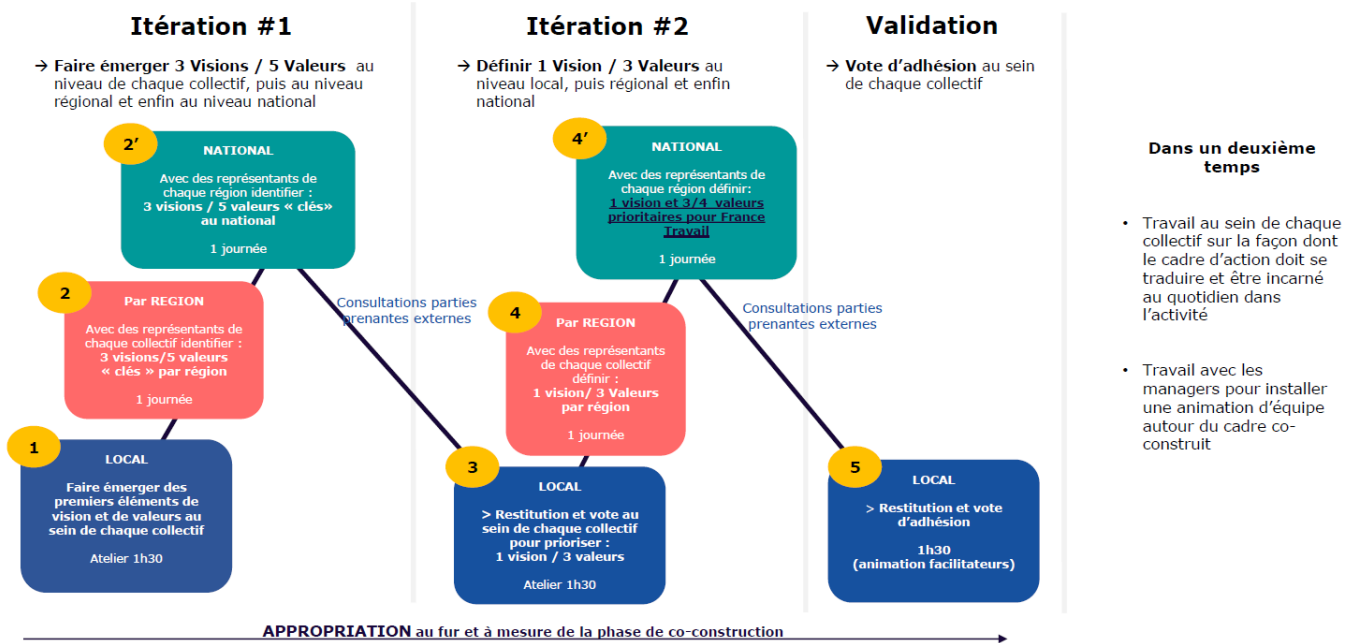 Itération #1
→ Faire émerger 3 Visions / 5 Valeurs au
niveau de chaque collectif, puis au niveau
régional et enfin au niveau national
2’
NATIONAL
Avec des représentants de
chaque région identifier :
3 visions / 5 valeurs « clés»
au national
1 journée
2
Par REGION
Avec des représentants de
chaque collectif identifier :
3 visions/5 valeurs
« clés » par région
1 journée
1
LOCAL
Faire émerger des
premiers éléments de
vision et de valeurs au
sein de chaque collectif
Atelier 1h30
Consultations parties
prenantes externes
Itération #2
→ Définir 1 Vision / 3 Valeurs au
niveau local, puis régional et enfin
national
4’
NATIONAL
Avec des représentants de
chaque région définir:
1 vision et 3/4 valeurs
prioritaires pour France
Travail
1 journée
4
Par REGION
Avec des représentants
de chaque collectif
définir :
1 vision/ 3 Valeurs
par région
1 journée
3
LOCAL
> Restitution et vote au
sein de chaque collectif
pour prioriser :
1 vision / 3 valeurs
Atelier 1h30
Consultations parties
prenantes externes
Validation
→ Vote d’adhésion au sein
de chaque collectif
5
LOCAL
> Restitution et vote
d’adhésion
1h30
(animation facilitateurs)
Dans un deuxième
temps
• Travail au sein de chaque
collectif sur la façon dont
le cadre d’action doit se
traduire et être incarné
au quotidien dans
l’activité
• Travail avec les
managers pour installer
une animation d’équipe
autour du cadre co-
construit
APPROPRIATION au fur et à mesure de la phase de co-construction